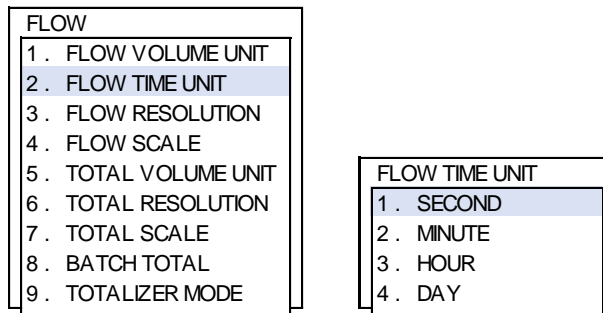 FLOW
1. FLOW VOLUME UNIT
2. FLOW TIME UNIT
3. FLOW RESOLUTION
4. FLOW SCALE
5. TOTAL VOLUME UNIT
6. TOTAL RESOLUTION
7. TOTAL SCALE
8. BATCH TOTAL
9. TOTALIZER MODE
FLOW TIME UNIT
1. SECOND
2. MINUTE
3. HOUR
4. DAY